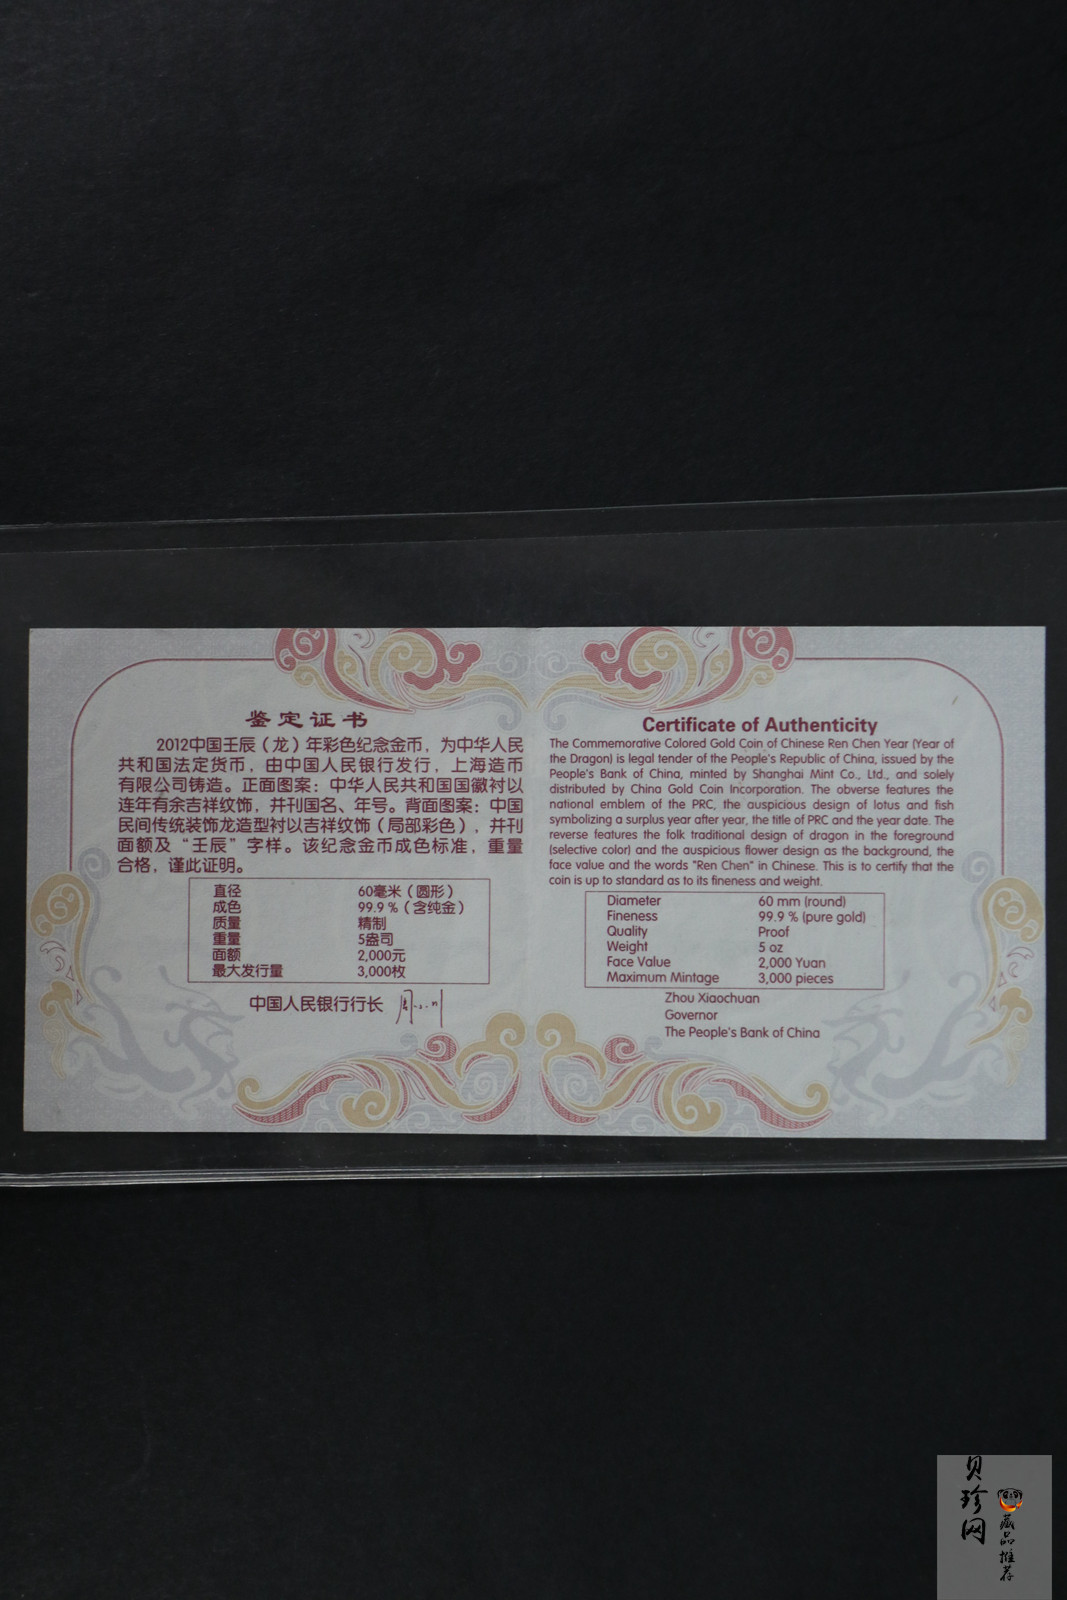 鉴定证书
2012中国壬辰（龙）年彩色纪念金币，为中华人民
共和国法定货币，由中国人民银行发行，上海造币
有限公司铸造。正面图案：中华人民共和国国徽衬以
连年有余吉祥纹饰，并刊国名、年号。背面图案：中国
民间传统装饰龙造型衬以吉祥纹饰（局部彩色），并刊
面额及“壬辰”字样。该纪念金币成色标准，重量
合格，谨此证明。
直径 60毫米（圆形）
成色 99.9％（含纯金）
质量 精制
重量 5盎司
面额 2,000元
最大发行量 3,000枚
中国人民银行行长
Certificate of Authenticity
The Commemorative Colored Gold Coin of Chinese Ren Chen Year (Year of
the Dragon) is legal tender of the People's Republic of China, issued by the
People's Bank of China, minted by Shanghai Mint Co., Ltd., and solely
distributed by China Gold Coin Incorporation. The obverse features the
national emblem of the PRC, the auspicious design of lotus and fish
symbolizing a surplus year after year, the title of PRC and the year date. The
reverse features the folk traditional design of dragon in the foreground
(selective color) and the auspicious flower design as the background, the
face value and the words "Ren Chen" in Chinese. This is to certify that the
coin is up to standard as to its fineness and weight.
Diameter 60 mm (round)
Fineness 99.9 % (pure gold)
Quality Proof
Weight 5 oz
Face Value 2,000 Yuan
Maximum Mintage 3,000 pieces
Zhou Xiaochuan
Governor
The People's Bank of China
贝珍网
藏品推荐